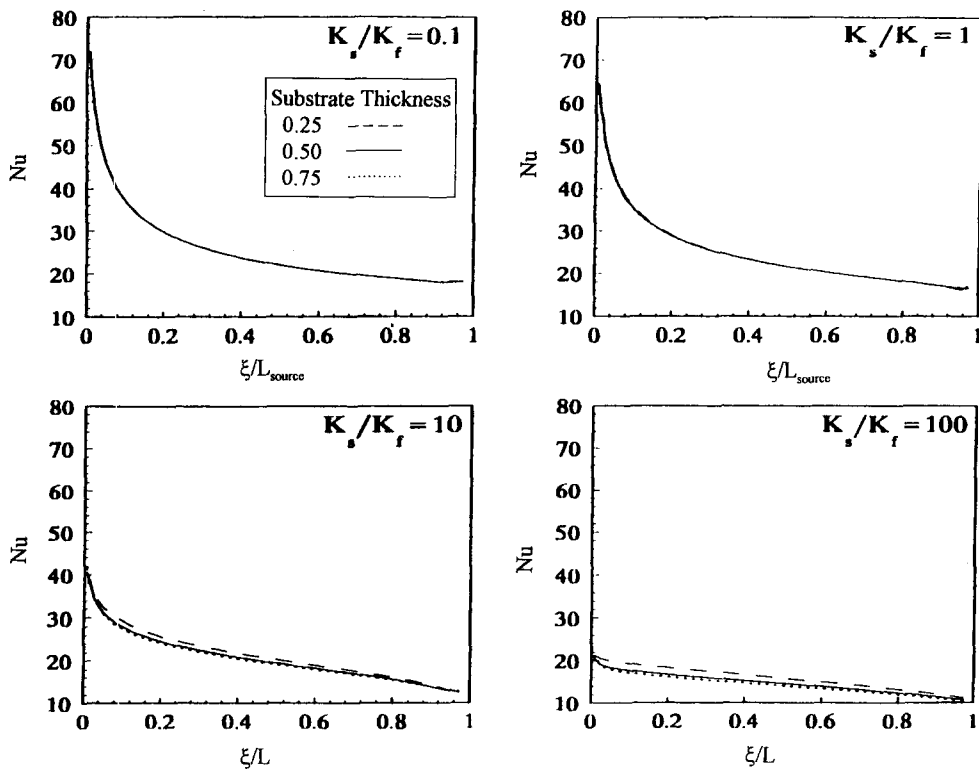 K_s/K_f = 0.1
Substrate Thickness
0.25
0.50
0.75
80
70
60
50
40
30
20
10
Nu
0 0.2 0.4 0.6 0.8 1
ξ/L_source
K_s/K_f = 1
80
70
60
50
40
30
20
10
Nu
0 0.2 0.4 0.6 0.8 1
ξ/L_source
K_s/K_f = 10
80
70
60
50
40
30
20
10
Nu
0 0.2 0.4 0.6 0.8 1
ξ/L
K_s/K_f = 100
80
70
60
50
40
30
20
10
Nu
0 0.2 0.4 0.6 0.8 1
ξ/L